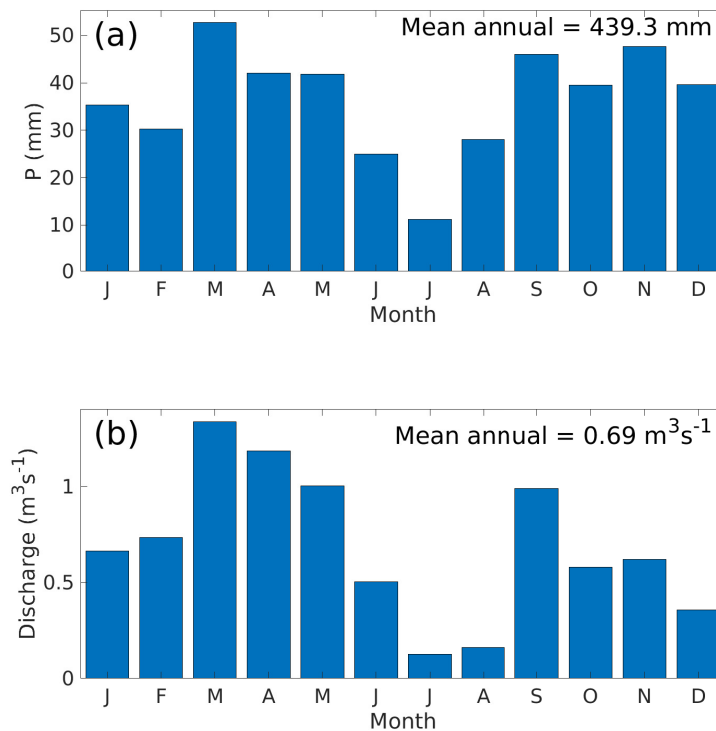 (a)
Mean annual = 439.3 mm
P (mm)
50
40
30
20
10
0
J F M A M J J A S O N D
Month
(b)
Mean annual = 0.69 m³s⁻¹
Discharge (m³s⁻¹)
1
0.5
0
J F M A M J J A S O N D
Month